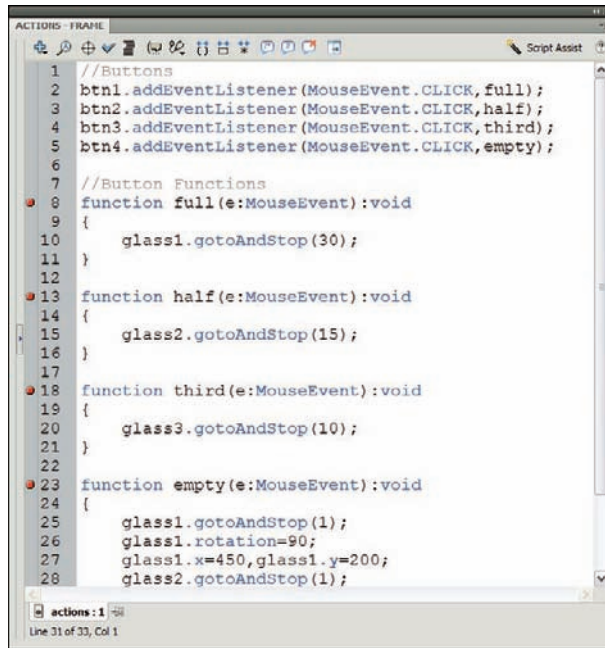 ACTIONS - FRAME
Script Assist
1 //Buttons
2 btn1.addEventListener(MouseEvent.CLICK,full);
3 btn2.addEventListener(MouseEvent.CLICK,half);
4 btn3.addEventListener(MouseEvent.CLICK,third);
5 btn4.addEventListener(MouseEvent.CLICK,empty);
6
7 //Button Functions
8 function full(e:MouseEvent):void
9 {
10 glass1.gotoAndStop(30);
11 }
12
13 function half(e:MouseEvent):void
14 {
15 glass2.gotoAndStop(15);
16 }
17
18 function third(e:MouseEvent):void
19 {
20 glass3.gotoAndStop(10);
21 }
22
23 function empty(e:MouseEvent):void
24 {
25 glass1.gotoAndStop(1);
26 glass1.rotation=90;
27 glass1.x=450,glass1.y=200;
28 glass2.gotoAndStop(1);
actions : 1
Line 31 of 33, Col 1